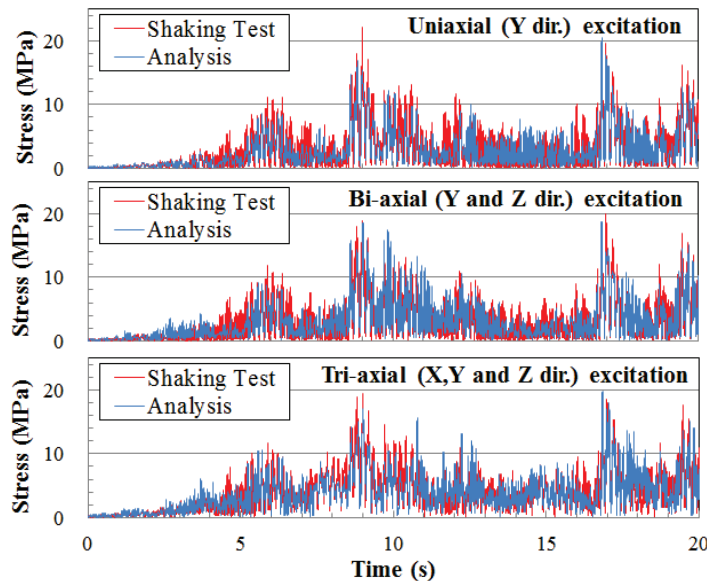 Shaking Test
Analysis
Uniaxial (Y dir.) excitation
Stress (MPa)
20
10
0
Shaking Test
Analysis
Bi-axial (Y and Z dir.) excitation
Stress (MPa)
20
10
0
Shaking Test
Analysis
Tri-axial (X,Y and Z dir.) excitation
Stress (MPa)
20
10
0
0 5 10 15 20
Time (s)